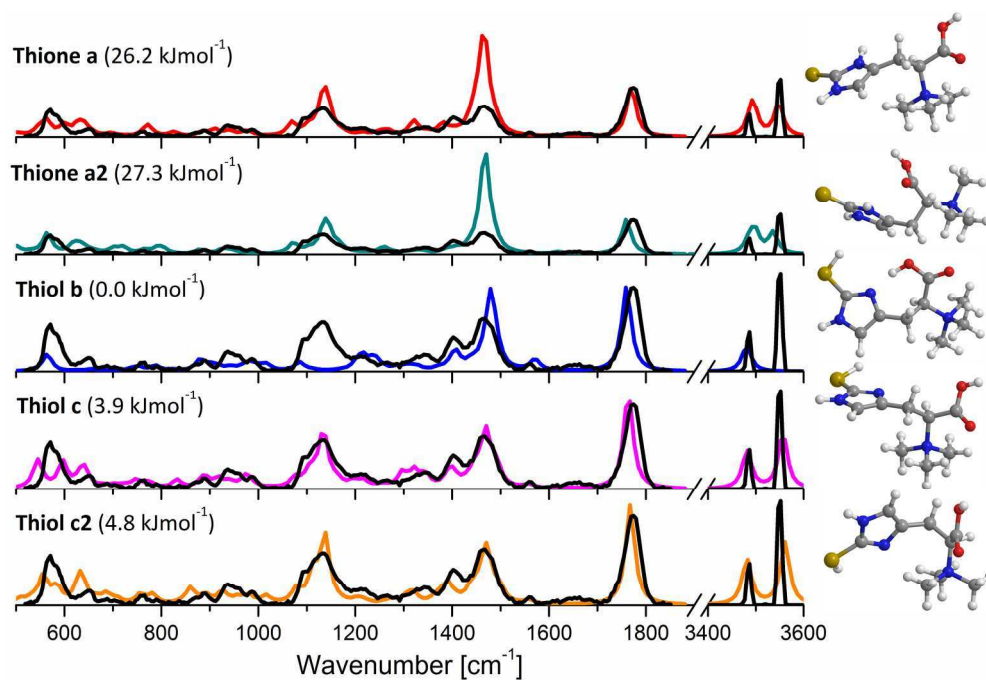 Thione a (26.2 kJmol⁻¹)
Thione a2 (27.3 kJmol⁻¹)
Thiol b (0.0 kJmol⁻¹)
Thiol c (3.9 kJmol⁻¹)
Thiol c2 (4.8 kJmol⁻¹)
600 800 1000 1200 1400 1600 1800 3400 3600
Wavenumber [cm⁻¹]